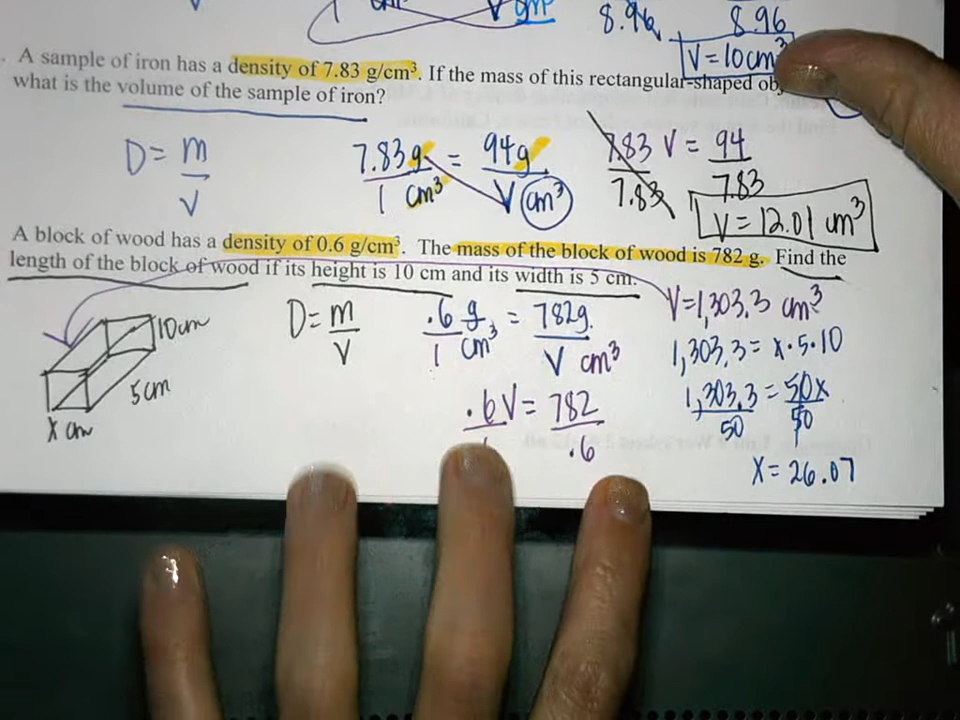 cm V cm
8.96 8.96
V = 10cm³
A sample of iron has a density of 7.83 g/cm³. If the mass of this rectangular-shaped
what is the volume of the sample of iron?
D = m/V
7.83g/1 cm³ = 94g/V cm³
7.83 V/7.83 = 94/7.83
V = 12.01 cm³
A block of wood has a density of 0.6 g/cm³. The mass of the block of wood is 782 g. Find the
length of the block of wood if its height is 10 cm and its width is 5 cm.
10cm
5cm
x cm
D = m/V
.6 g/1 cm³ = 782g./V cm³
.6V = 782
.6
V = 1,303.3 cm³
1,303.3 = x·5·10
1,303.3/50 = 50x/50
x = 26.07